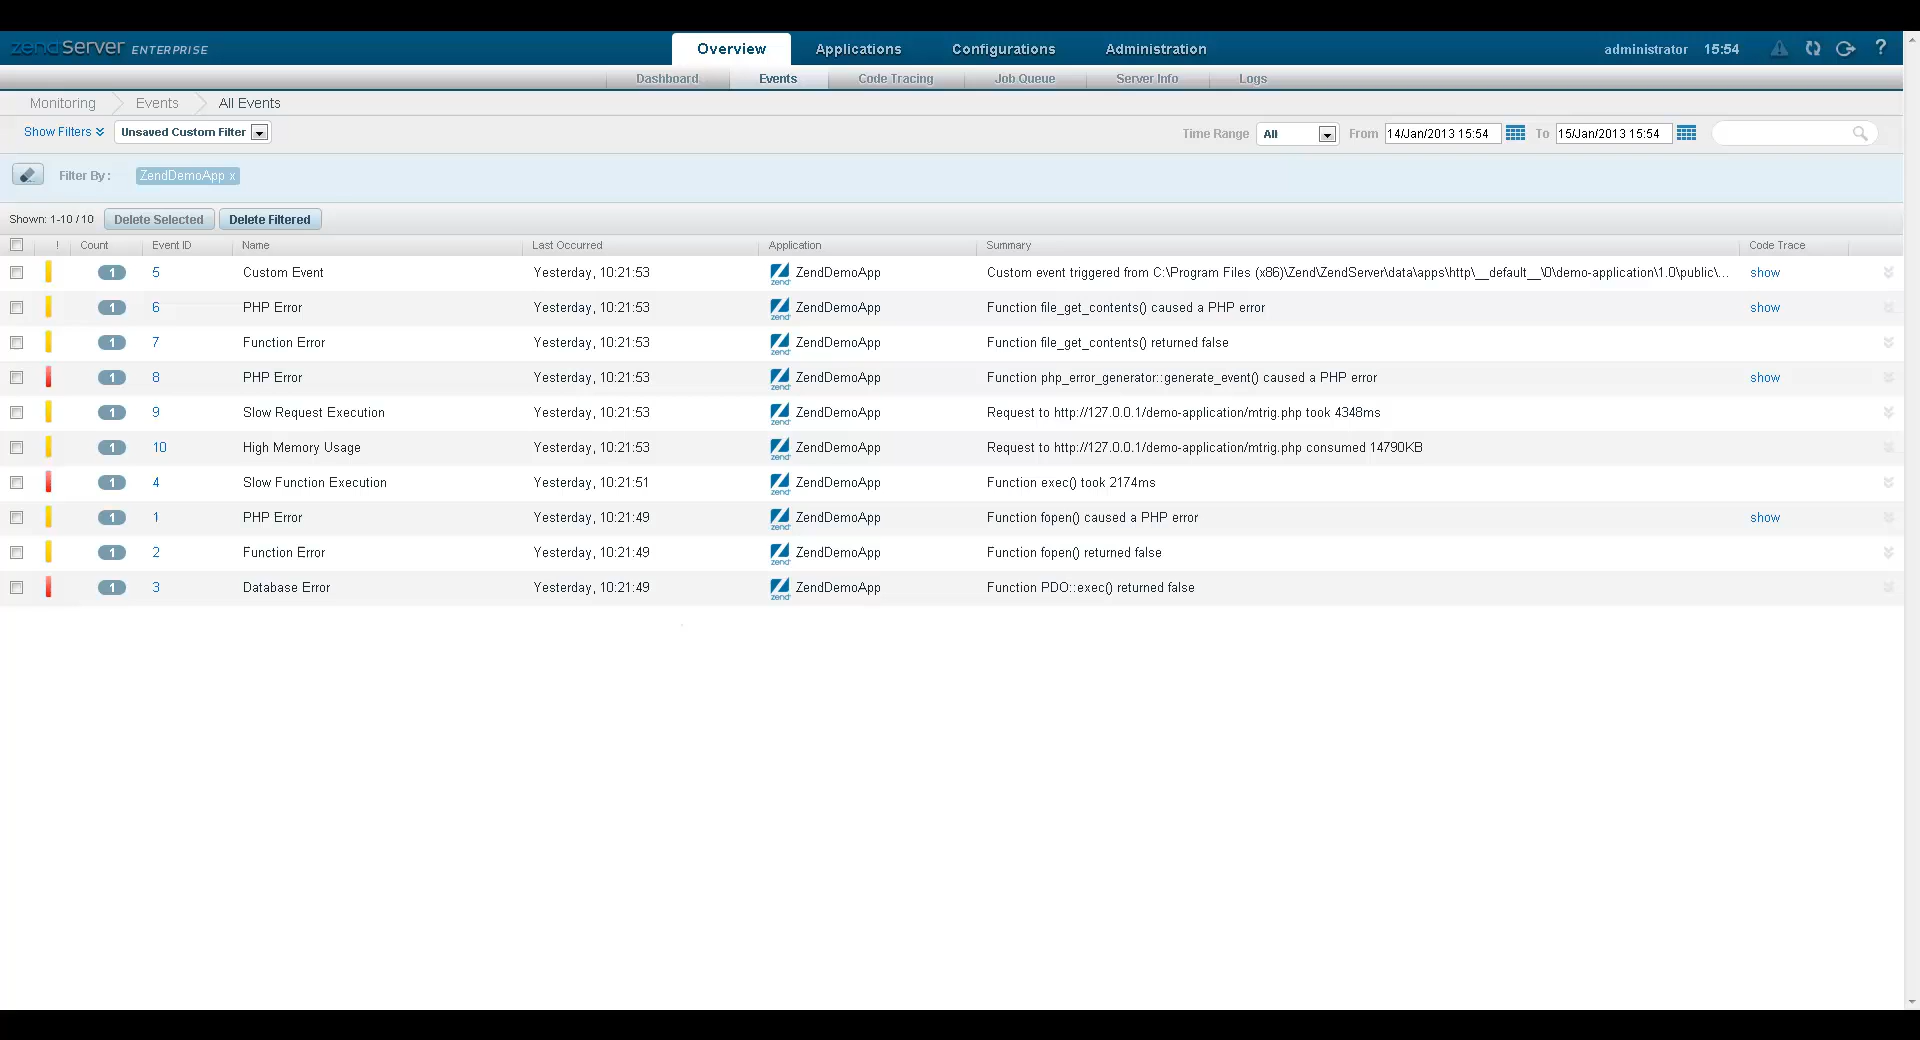 zendServer ENTERPRISE
Overview Applications Configurations Administration administrator 15:54 ?
Dashboard Events Code Tracing Job Queue Server Info Logs
Monitoring Events All Events
Show Filters Unsaved Custom Filter Time Range All From 14/Jan/2013 15:54 To 15/Jan/2013 15:54
Filter By: ZendDemoApp x
Shown: 1-10 / 10 Delete Selected Delete Filtered
! Count Event ID Name Last Occurred Application Summary Code Trace
1 5 Custom Event Yesterday, 10:21:53 zend ZendDemoApp Custom event triggered from C:\Program Files (x86)\Zend\ZendServer\data\apps\http\__default__\0\demo-application\1.0\public\... show
1 6 PHP Error Yesterday, 10:21:53 zend ZendDemoApp Function file_get_contents() caused a PHP error show
1 7 Function Error Yesterday, 10:21:53 zend ZendDemoApp Function file_get_contents() returned false
1 8 PHP Error Yesterday, 10:21:53 zend ZendDemoApp Function php_error_generator::generate_event() caused a PHP error show
1 9 Slow Request Execution Yesterday, 10:21:53 zend ZendDemoApp Request to http://127.0.0.1/demo-application/mtrig.php took 4348ms
1 10 High Memory Usage Yesterday, 10:21:53 zend ZendDemoApp Request to http://127.0.0.1/demo-application/mtrig.php consumed 14790KB
1 4 Slow Function Execution Yesterday, 10:21:51 zend ZendDemoApp Function exec() took 2174ms
1 1 PHP Error Yesterday, 10:21:49 zend ZendDemoApp Function fopen() caused a PHP error show
1 2 Function Error Yesterday, 10:21:49 zend ZendDemoApp Function fopen() returned false
1 3 Database Error Yesterday, 10:21:49 zend ZendDemoApp Function PDO::exec() returned false